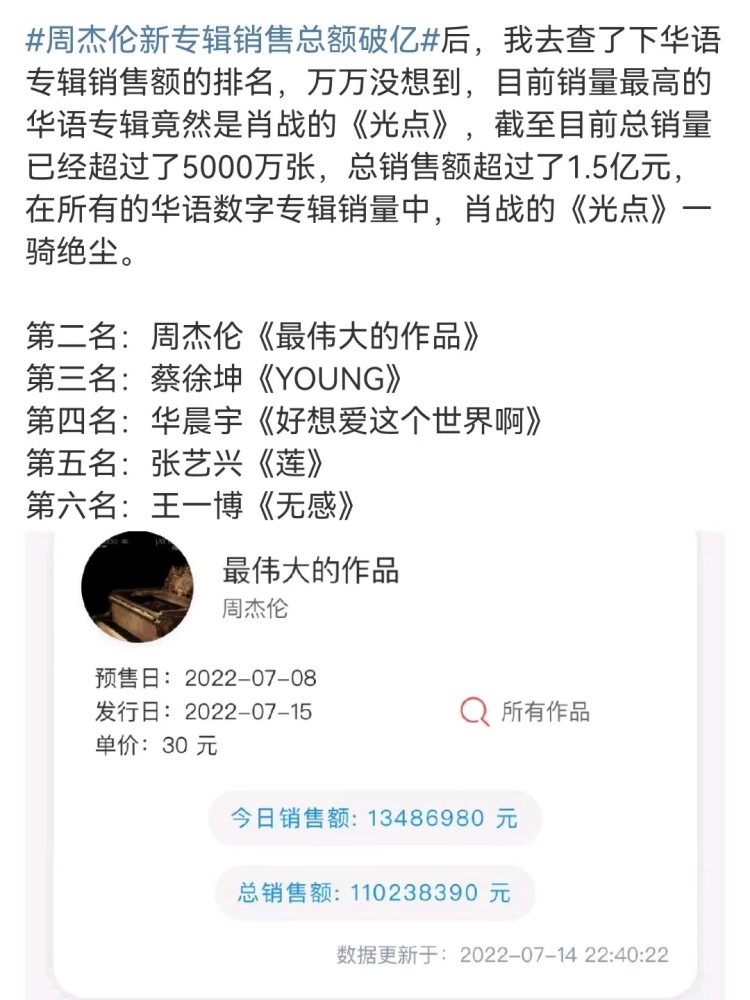 #周杰伦新专辑销售总额破亿#后，我去查了下华语
专辑销售额的排名，万万没想到，目前销量最高的
华语专辑竟然是肖战的《光点》，截至目前总销量
已经超过了5000万张，总销售额超过了1.5亿元，
在所有的华语数字专辑销量中，肖战的《光点》一
骑绝尘。
第二名：周杰伦《最伟大的作品》
第三名：蔡徐坤《YOUNG》
第四名：华晨宇《好想爱这个世界啊》
第五名：张艺兴《莲》
第六名：王一博《无感》
最伟大的作品
周杰伦
预售日：2022-07-08
发行日：2022-07-15
所有作品
单价：30 元
今日销售额: 13486980 元
总销售额: 110238390 元
数据更新于：2022-07-14 22:40:22